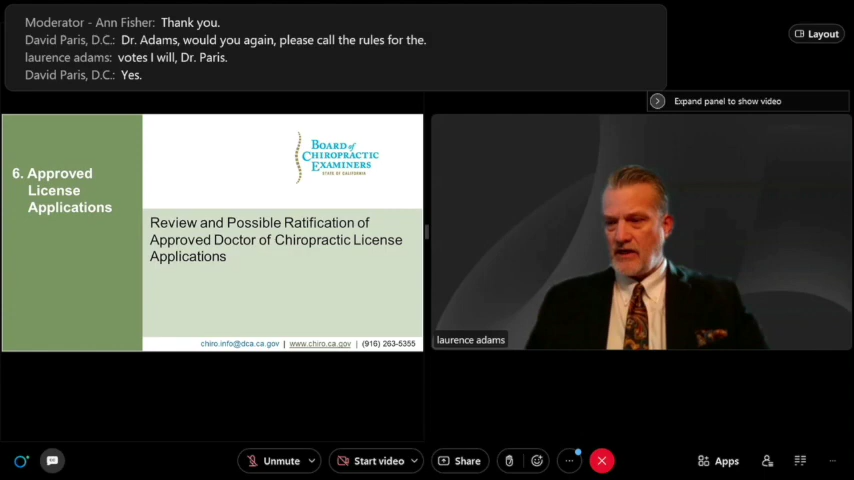 Moderator - Ann Fisher: Thank you.
David Paris, D.C.: Dr. Adams, would you again, please call the rules for the.
laurence adams: votes I will, Dr. Paris.
David Paris, D.C.: Yes.
Layout
Expand panel to show video
6. Approved
License
Applications
BOARD of
CHIROPRACTIC
EXAMINERS
STATE OF CALIFORNIA
Review and Possible Ratification of
Approved Doctor of Chiropractic License
Applications
chiro.info@dca.ca.gov | www.chiro.ca.gov | (916) 263-5355
laurence adams
Unmute
Start video
Share
Apps